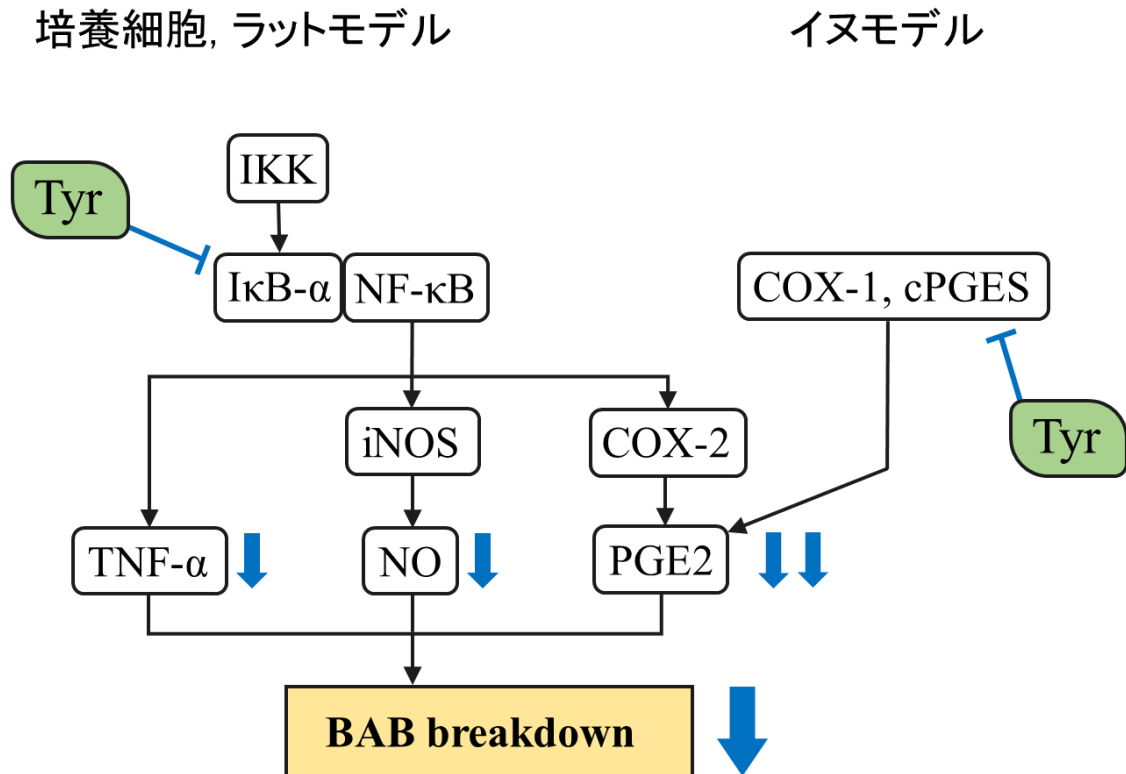 培養細胞, ラットモデル
イヌモデル
IKK
Tyr
IκB-α
NF-κB
COX-1, cPGES
iNOS
COX-2
Tyr
TNF-α
NO
PGE2
BAB breakdown